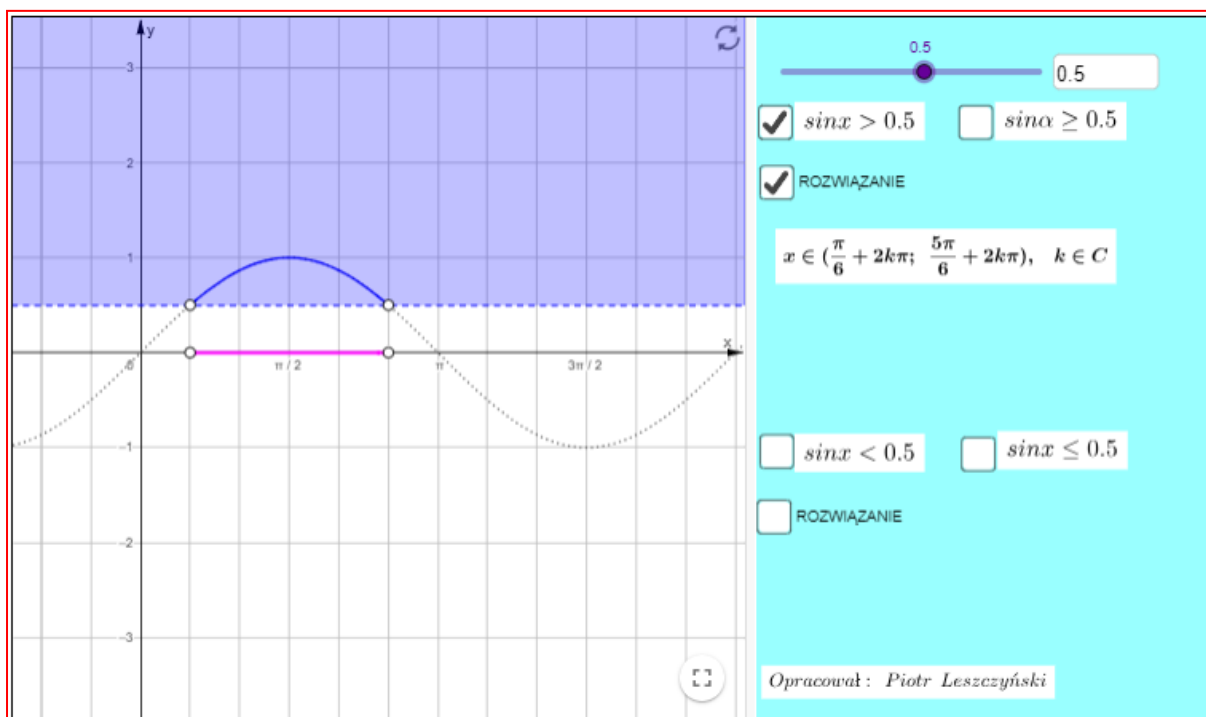 y
3
2
1
0
π / 2
π
3π / 2
x
−1
−2
−3
0.5
0.5
sinx > 0.5
sinα ≥ 0.5
ROZWIĄZANIE
x ∈ (π/6 + 2kπ; 5π/6 + 2kπ), k ∈ C
sinx < 0.5
sinx ≤ 0.5
ROZWIĄZANIE
Opracował : Piotr Leszczyński